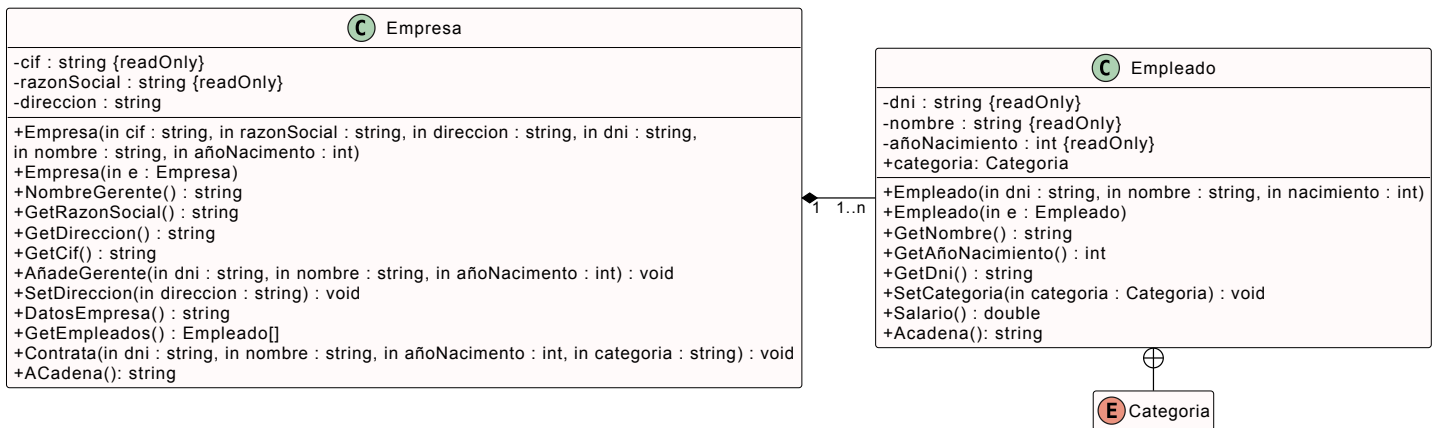 C Empresa
-cif : string {readOnly}
-razonSocial : string {readOnly}
-direccion : string
+Empresa(in cif : string, in razonSocial : string, in direccion : string, in dni : string,
in nombre : string, in añoNacimento : int)
+Empresa(in e : Empresa)
+NombreGerente() : string
+GetRazonSocial() : string
+GetDireccion() : string
+GetCif() : string
+AñadeGerente(in dni : string, in nombre : string, in añoNacimento : int) : void
+SetDireccion(in direccion : string) : void
+DatosEmpresa() : string
+GetEmpleados() : Empleado[]
+Contrata(in dni : string, in nombre : string, in añoNacimento : int, in categoria : string) : void
+ACadena(): string
1 1..n
C Empleado
-dni : string {readOnly}
-nombre : string {readOnly}
-añoNacimiento : int {readOnly}
+categoria: Categoria
+Empleado(in dni : string, in nombre : string, in nacimiento : int)
+Empleado(in e : Empleado)
+GetNombre() : string
+GetAñoNacimiento() : int
+GetDni() : string
+SetCategoria(in categoria : Categoria) : void
+Salario() : double
+Acadena(): string
E Categoria